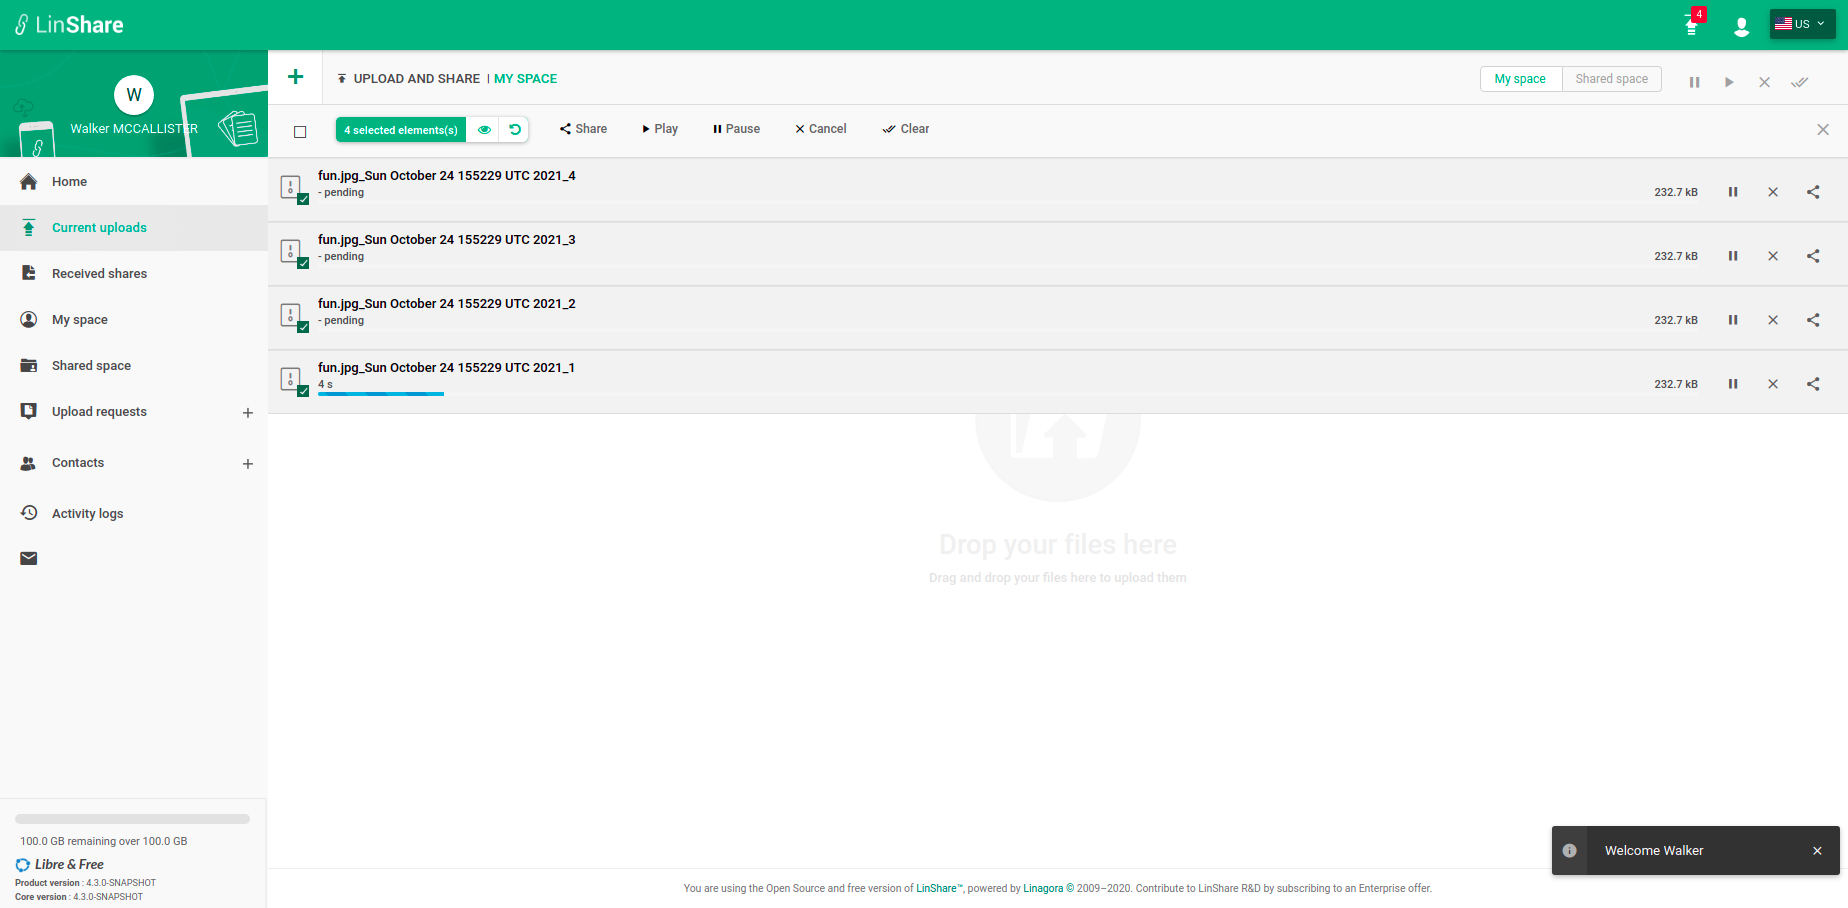 LinShare
4
US
W
Walker MCCALLISTER
Home
Current uploads
Received shares
My space
Shared space
Upload requests
Contacts
Activity logs
100.0 GB remaining over 100.0 GB
Libre & Free
Product version : 4.3.0-SNAPSHOT
Core version : 4.3.0-SNAPSHOT
UPLOAD AND SHARE | MY SPACE
My space Shared space
4 selected elements(s) Share Play Pause Cancel Clear
fun.jpg_Sun October 24 155229 UTC 2021_4
- pending
232.7 kB
fun.jpg_Sun October 24 155229 UTC 2021_3
- pending
232.7 kB
fun.jpg_Sun October 24 155229 UTC 2021_2
- pending
232.7 kB
fun.jpg_Sun October 24 155229 UTC 2021_1
4 s
232.7 kB
Drop your files here
Drag and drop your files here to upload them
Welcome Walker
You are using the Open Source and free version of LinShare™, powered by Linagora © 2009–2020. Contribute to LinShare R&D by subscribing to an Enterprise offer.